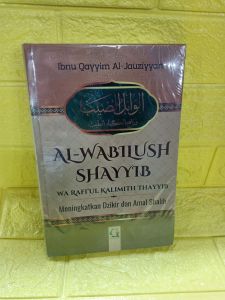 Ibnu Qayyim Al-Jauziyyah
الوابل الصيب
AL-WABILUSH
SHAYYIB
WA RAFI'UL KALIMITH THAYYIB
Meningkatkan Dzikir dan Amal Shalih